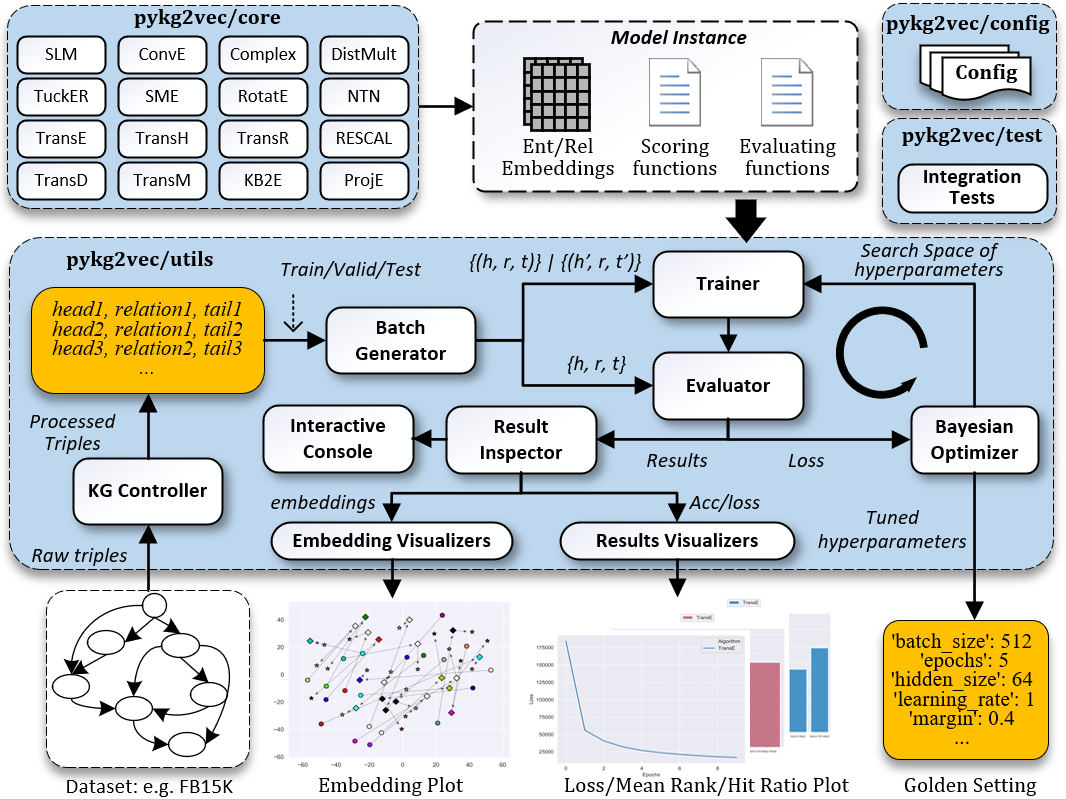 pykg2vec/core
SLM
ConvE
Complex
DistMult
TuckER
SME
RotatE
NTN
TransE
TransH
TransR
RESCAL
TransD
TransM
KB2E
ProjE
Model Instance
Ent/Rel
Embeddings
Scoring
functions
Evaluating
functions
pykg2vec/config
Config
pykg2vec/test
Integration
Tests
pykg2vec/utils
Train/Valid/Test
{(h, r, t)} | {(h’, r, t’)}
Search Space of
hyperparameters
head1, relation1, tail1
head2, relation1, tail2
head3, relation2, tail3
...
Batch
Generator
Trainer
{h, r, t}
Evaluator
Processed
Triples
Interactive
Console
Result
Inspector
Results
Loss
Bayesian
Optimizer
KG Controller
embeddings
Acc/loss
Tuned
hyperparameters
Raw triples
Embedding Visualizers
Results Visualizers
40
20
0
−20
−40
−60
−60
−40
−20
0
20
40
60
TransE
TransE
Algorithm
TransE
175000
150000
125000
100000
75000
50000
25000
Loss
0
2
4
6
8
Epochs
'batch_size': 512
'epochs': 5
'hidden_size': 64
'learning_rate': 1
'margin': 0.4
...
Dataset: e.g. FB15K
Embedding Plot
Loss/Mean Rank/Hit Ratio Plot
Golden Setting